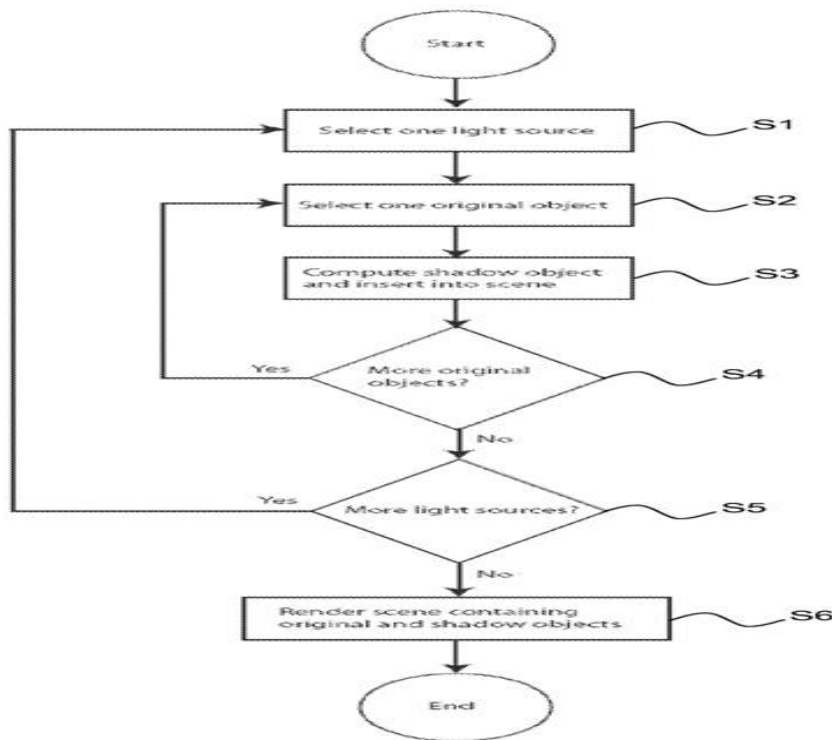 Start
Select one light source
S1
Select one original object
S2
Compute shadow object
and insert into scene
S3
More original
objects?
S4
Yes
No
More light sources?
S5
Yes
No
Render scene containing
original and shadow objects
S6
End